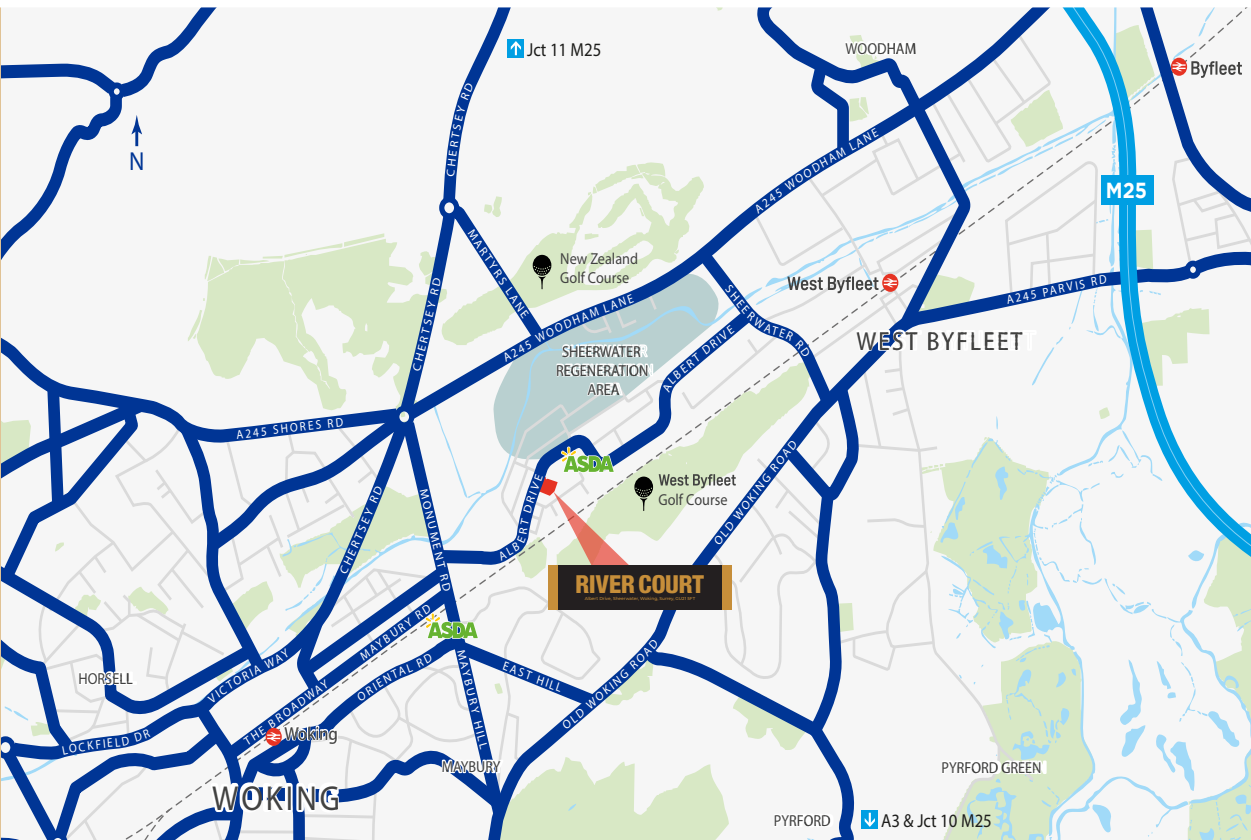 Jct 11 M25
WOODHAM
Byfleet
N
CHERTSEY RD
A245 WOODHAM LANE
M25
MARTYRS LANE
New Zealand
Golf Course
CHERTSEY RD
A245 WOODHAM LANE
West Byfleet
SHEERWATER RD
A245 PARVIS RD
WEST BYFLEET
SHEERWATER
REGENERATION
AREA
ALBERT DRIVE
A245 SHORES RD
ASDA
West Byfleet
Golf Course
OLD WOKING ROAD
CHERTSEY RD
MONUMENT RD
ALBERT DRIVE
RIVER COURT
MAYBURY RD
ASDA
HORSELL
VICTORIA WAY
ORIENTAL RD
MAYBURY HILL
EAST HILL
OLD WOKING ROAD
THE BROADWAY
LOCKFIELD DR
Woking
MAYBURY
PYRFORD GREEN
WOKING
PYRFORD
A3 & Jct 10 M25